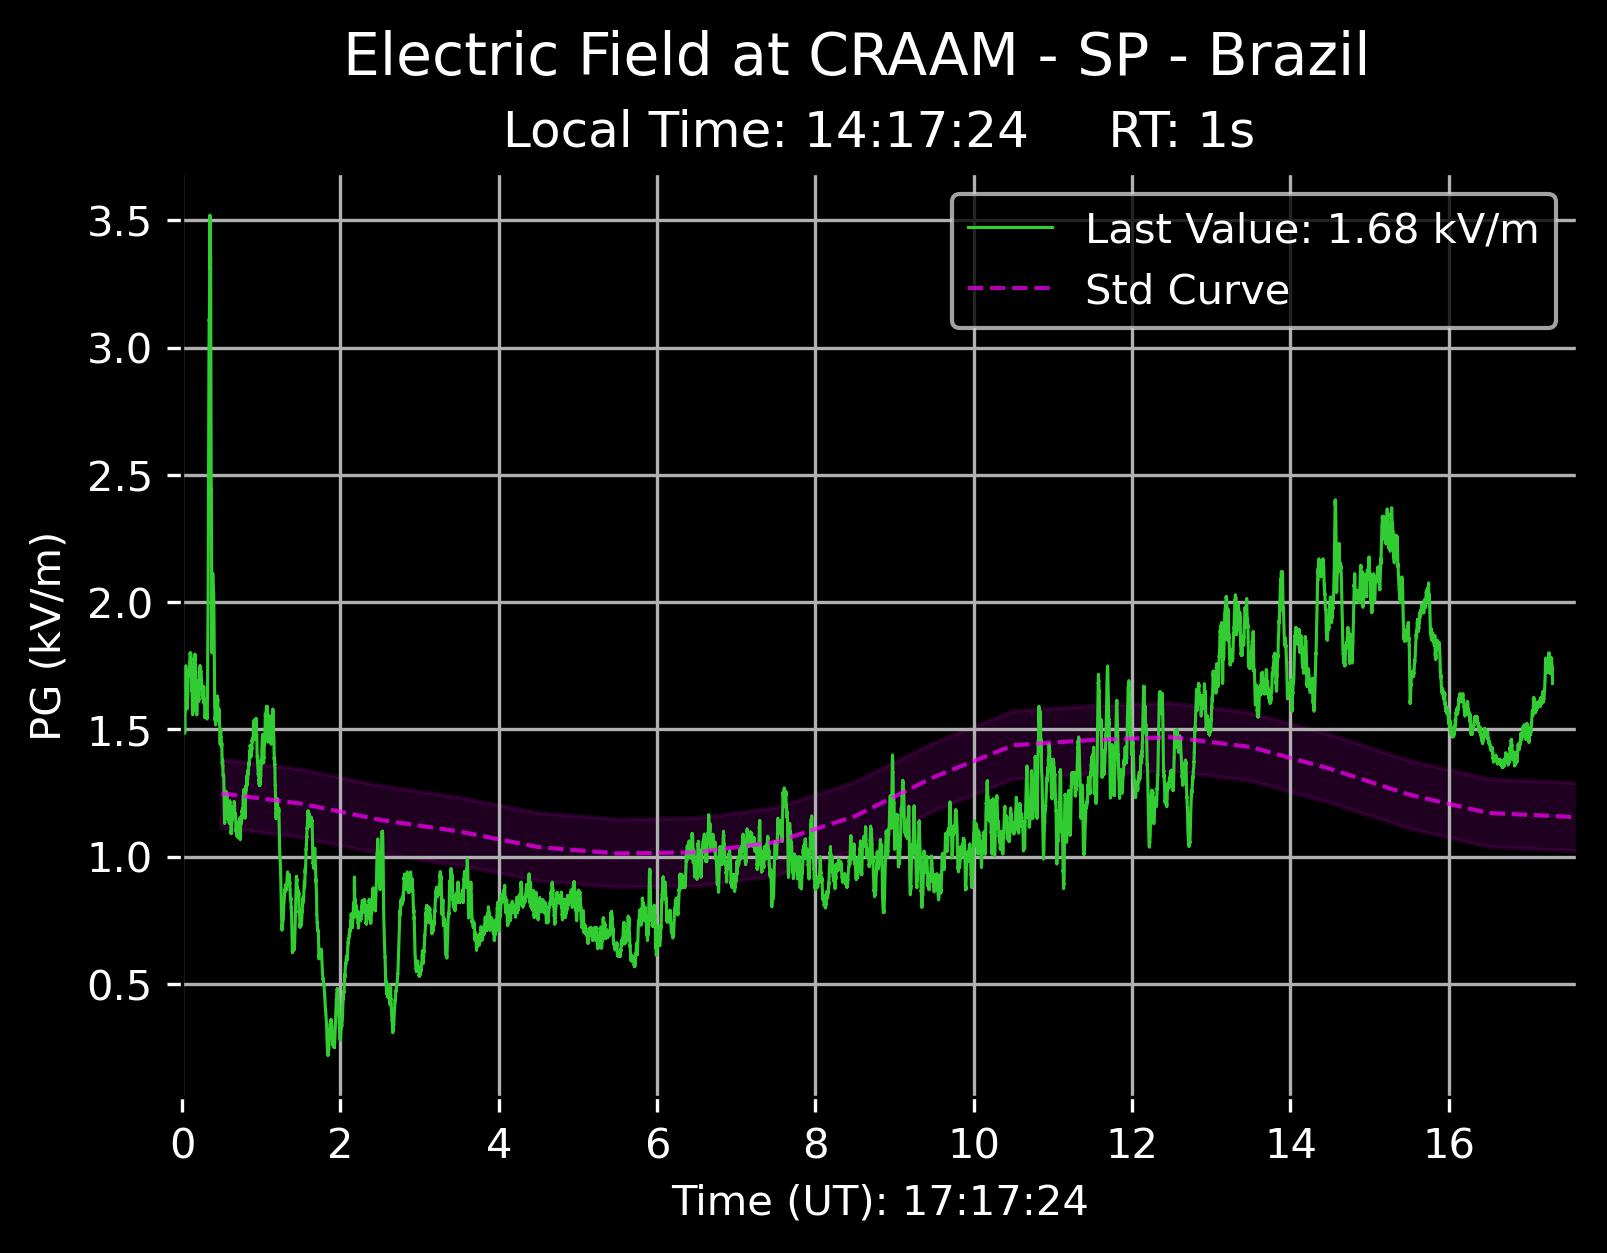 Electric Field at CRAAM - SP - Brazil
Local Time: 14:17:24 RT: 1s
Last Value: 1.68 kV/m
Std Curve
PG (kV/m)
3.5
3.0
2.5
2.0
1.5
1.0
0.5
0 2 4 6 8 10 12 14 16
Time (UT): 17:17:24